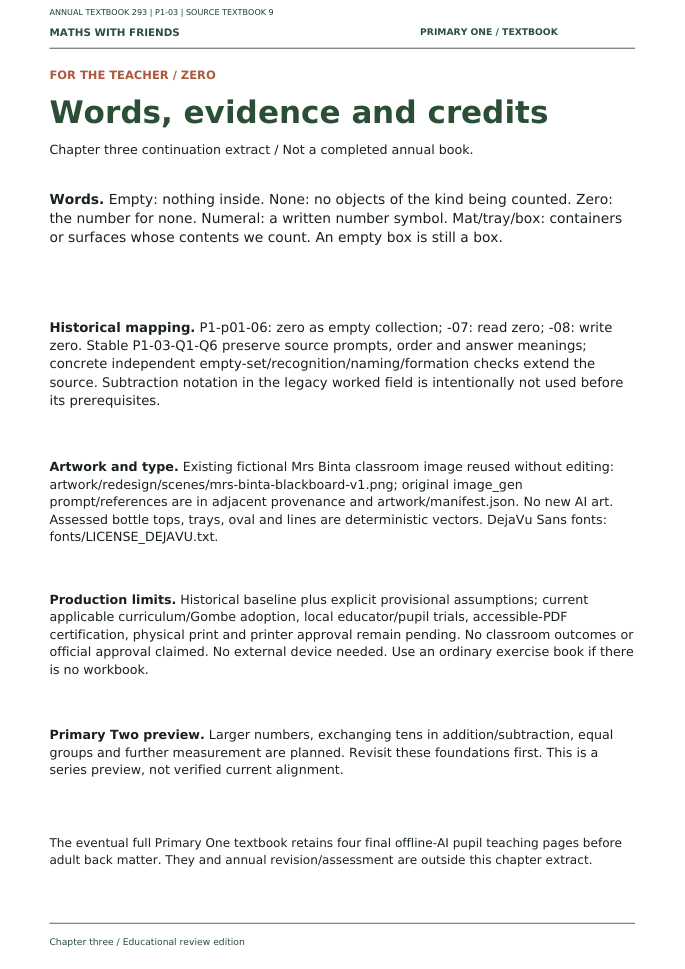 ANNUAL TEXTBOOK 293 | P1-03 | SOURCE TEXTBOOK 9
MATHS WITH FRIENDS
PRIMARY ONE / TEXTBOOK
FOR THE TEACHER / ZERO
Words, evidence and credits
Chapter three continuation extract / Not a completed annual book.
Words. Empty: nothing inside. None: no objects of the kind being counted. Zero:
the number for none. Numeral: a written number symbol. Mat/tray/box: containers
or surfaces whose contents we count. An empty box is still a box.
Historical mapping. P1-p01-06: zero as empty collection; -07: read zero; -08: write
zero. Stable P1-03-Q1-Q6 preserve source prompts, order and answer meanings;
concrete independent empty-set/recognition/naming/formation checks extend the
source. Subtraction notation in the legacy worked field is intentionally not used before
its prerequisites.
Artwork and type. Existing fictional Mrs Binta classroom image reused without editing:
artwork/redesign/scenes/mrs-binta-blackboard-v1.png; original image_gen
prompt/references are in adjacent provenance and artwork/manifest.json. No new AI art.
Assessed bottle tops, trays, oval and lines are deterministic vectors. DejaVu Sans fonts:
fonts/LICENSE_DEJAVU.txt.
Production limits. Historical baseline plus explicit provisional assumptions; current
applicable curriculum/Gombe adoption, local educator/pupil trials, accessible-PDF
certification, physical print and printer approval remain pending. No classroom outcomes or
official approval claimed. No external device needed. Use an ordinary exercise book if there
is no workbook.
Primary Two preview. Larger numbers, exchanging tens in addition/subtraction, equal
groups and further measurement are planned. Revisit these foundations first. This is a
series preview, not verified current alignment.
The eventual full Primary One textbook retains four final offline-AI pupil teaching pages before
adult back matter. They and annual revision/assessment are outside this chapter extract.
Chapter three / Educational review edition